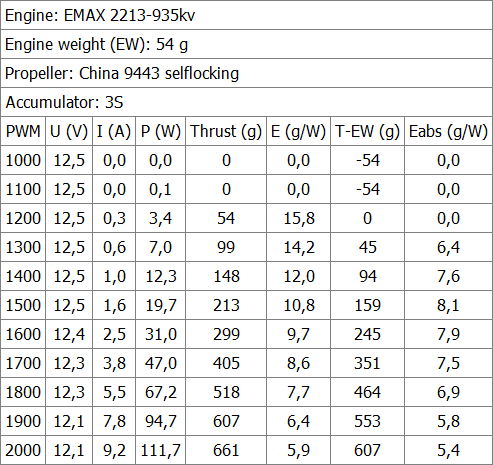 Engine: EMAX 2213-935kv
Engine weight (EW): 54 g
Propeller: China 9443 selflocking
Accumulator: 3S
PWM U (V) I (A) P (W) Thrust (g) E (g/W) T-EW (g) Eabs (g/W)
1000 12,5 0,0 0,0 0 0,0 -54 0,0
1100 12,5 0,0 0,1 0 0,0 -54 0,0
1200 12,5 0,3 3,4 54 15,8 0 0,0
1300 12,5 0,6 7,0 99 14,2 45 6,4
1400 12,5 1,0 12,3 148 12,0 94 7,6
1500 12,5 1,6 19,7 213 10,8 159 8,1
1600 12,4 2,5 31,0 299 9,7 245 7,9
1700 12,3 3,8 47,0 405 8,6 351 7,5
1800 12,3 5,5 67,2 518 7,7 464 6,9
1900 12,1 7,8 94,7 607 6,4 553 5,8
2000 12,1 9,2 111,7 661 5,9 607 5,4